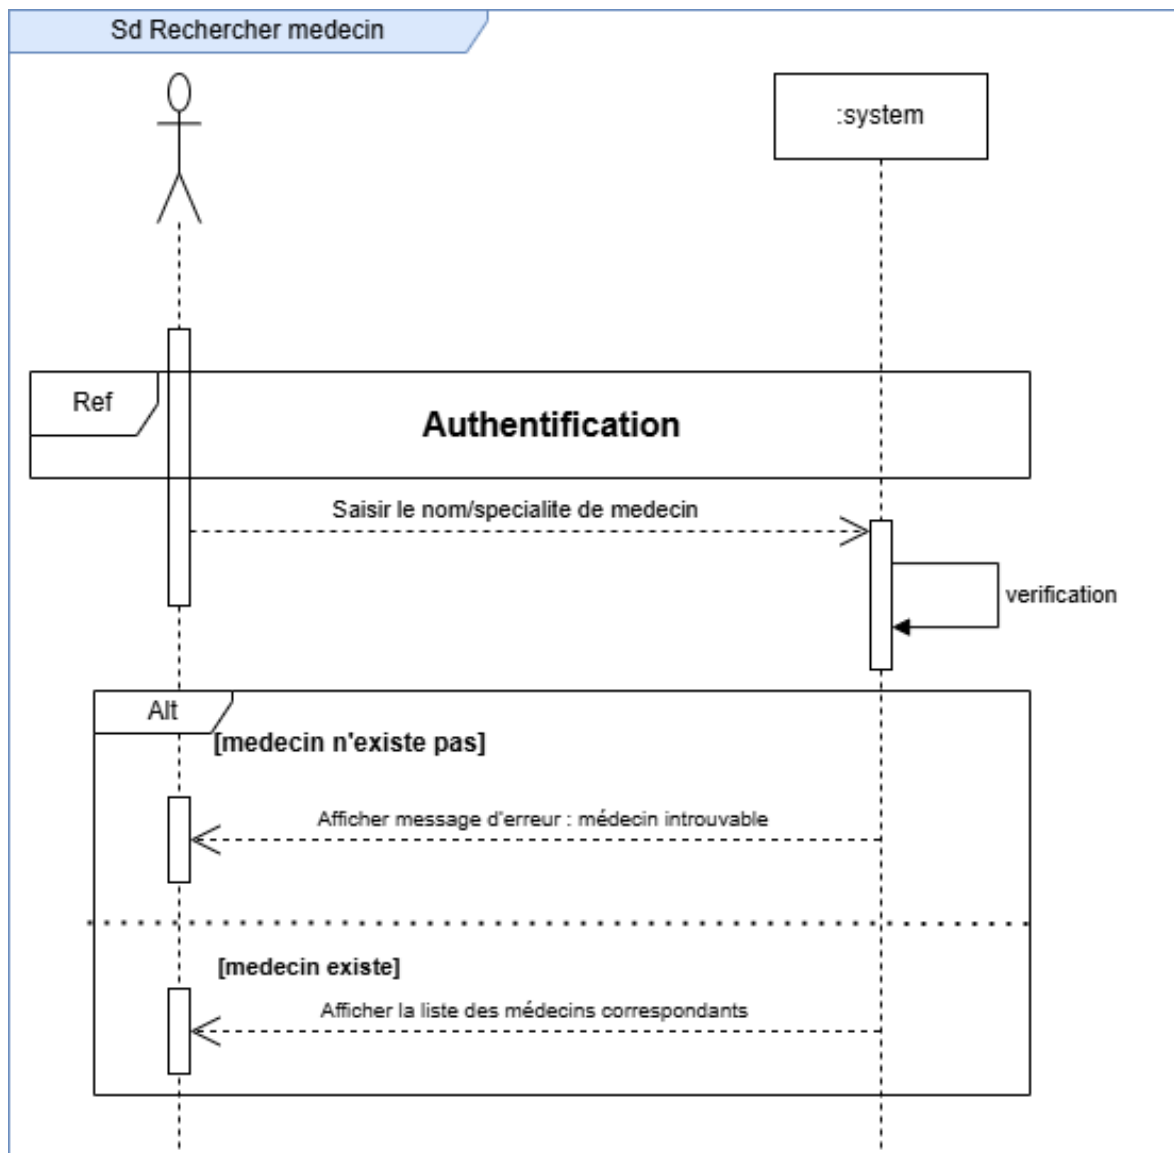 Sd Rechercher medecin
:system
Ref
Authentification
Saisir le nom/specialite de medecin
verification
Alt
[medecin n'existe pas]
Afficher message d'erreur : médecin introuvable
[medecin existe]
Afficher la liste des médecins correspondants